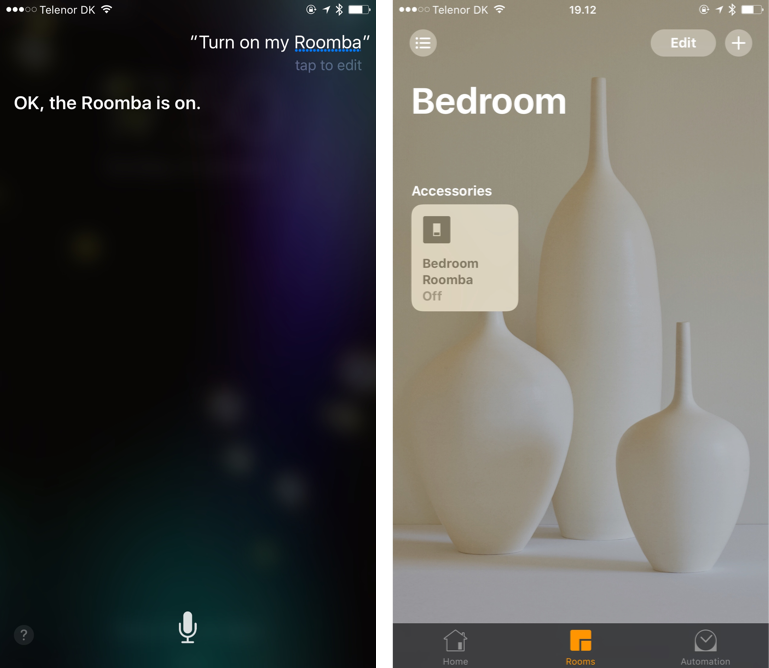 Telenor DK
“Turn on my Roomba”
tap to edit
OK, the Roomba is on.
?
Telenor DK
19.12
Edit
+
Bedroom
Accessories
Bedroom
Roomba
Off
Home
Rooms
Automation